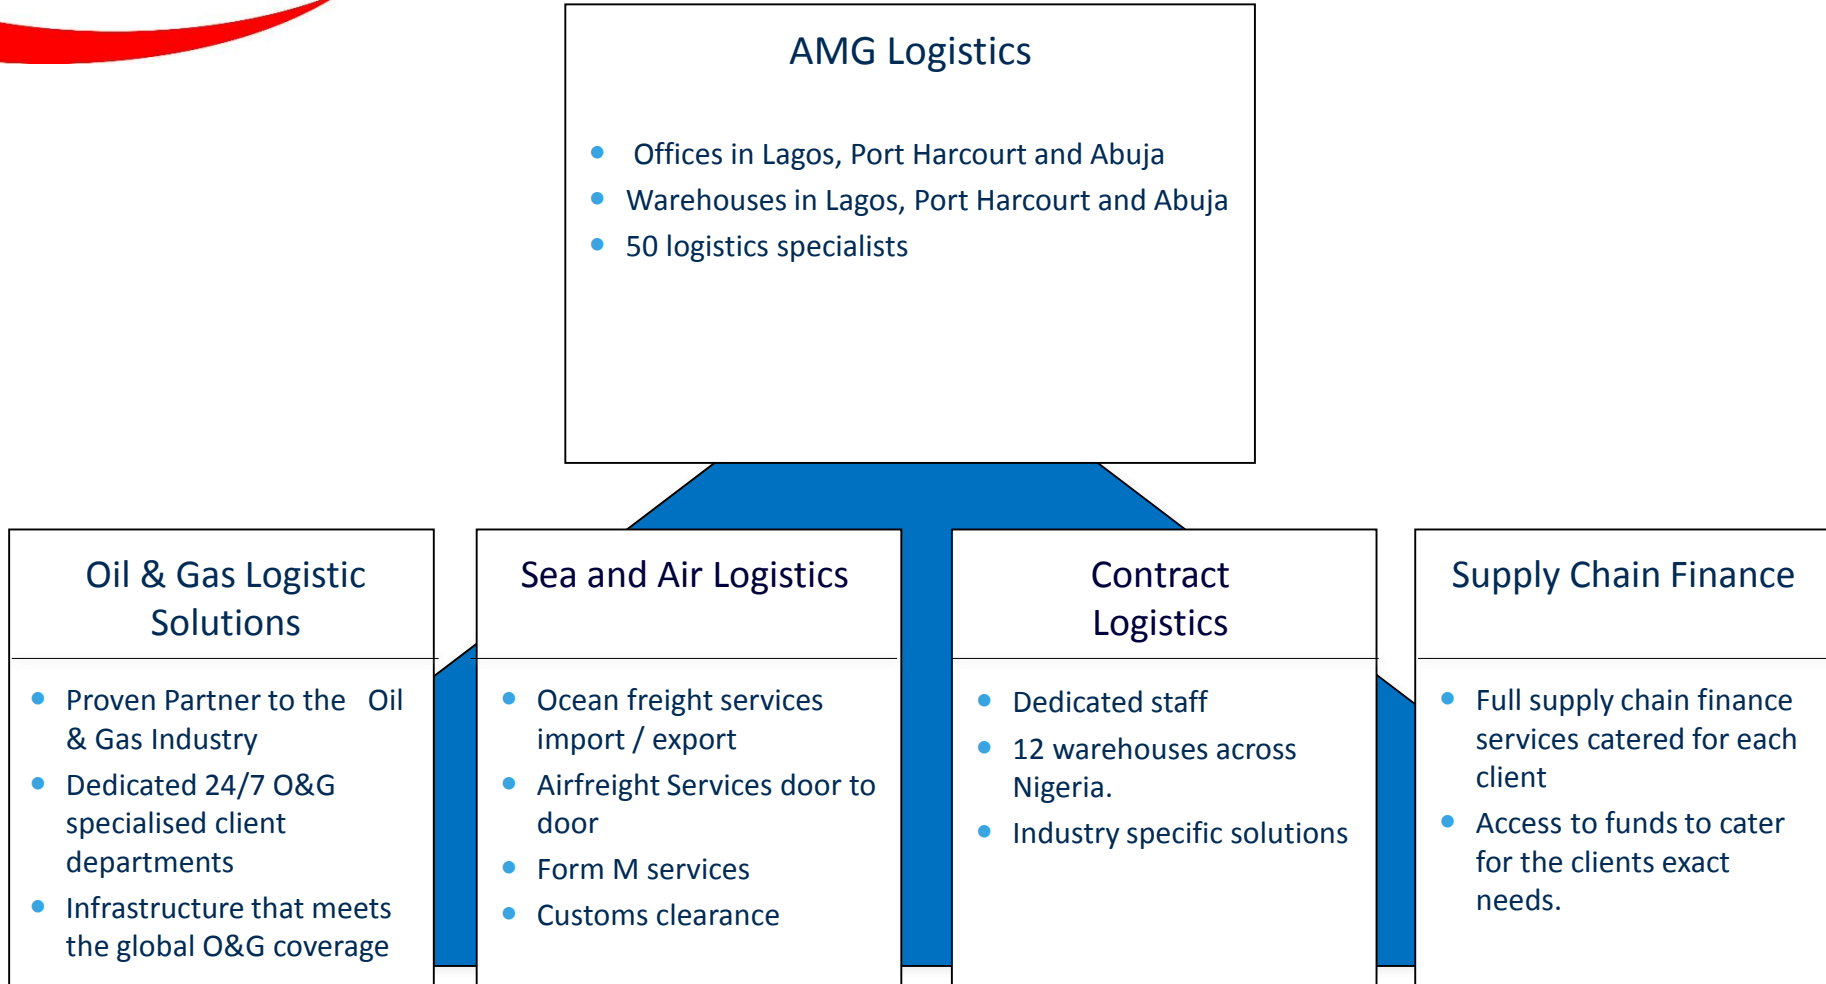 AMG Logistics
Offices in Lagos, Port Harcourt and Abuja
Warehouses in Lagos, Port Harcourt and Abuja
50 logistics specialists
Oil & Gas Logistic
Solutions
Proven Partner to the Oil
& Gas Industry
Dedicated 24/7 O&G
specialised client
departments
Infrastructure that meets
the global O&G coverage
Sea and Air Logistics
Ocean freight services
import / export
Airfreight Services door to
door
Form M services
Customs clearance
Contract
Logistics
Dedicated staff
12 warehouses across
Nigeria.
Industry specific solutions
Supply Chain Finance
Full supply chain finance
services catered for each
client
Access to funds to cater
for the clients exact
needs.